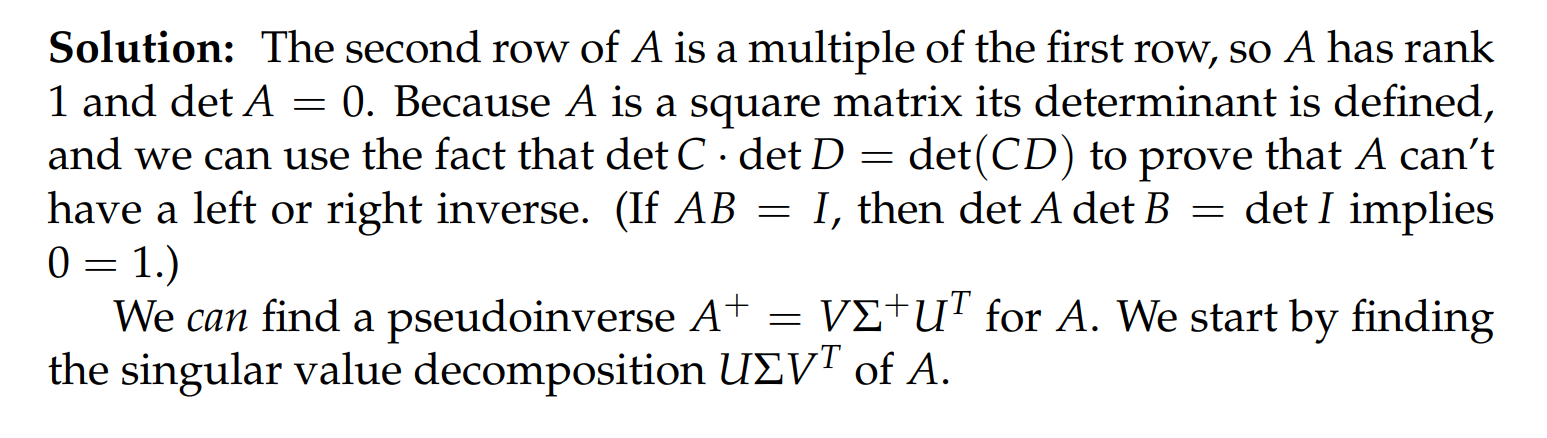 Solution: The second row of A is a multiple of the first row, so A has rank
1 and det A = 0. Because A is a square matrix its determinant is defined,
and we can use the fact that det C · det D = det(CD) to prove that A can't
have a left or right inverse. (If AB = I, then det A det B = det I implies
0 = 1.)
We can find a pseudoinverse A⁺ = VΣ⁺Uᵀ for A. We start by finding
the singular value decomposition UΣVᵀ of A.